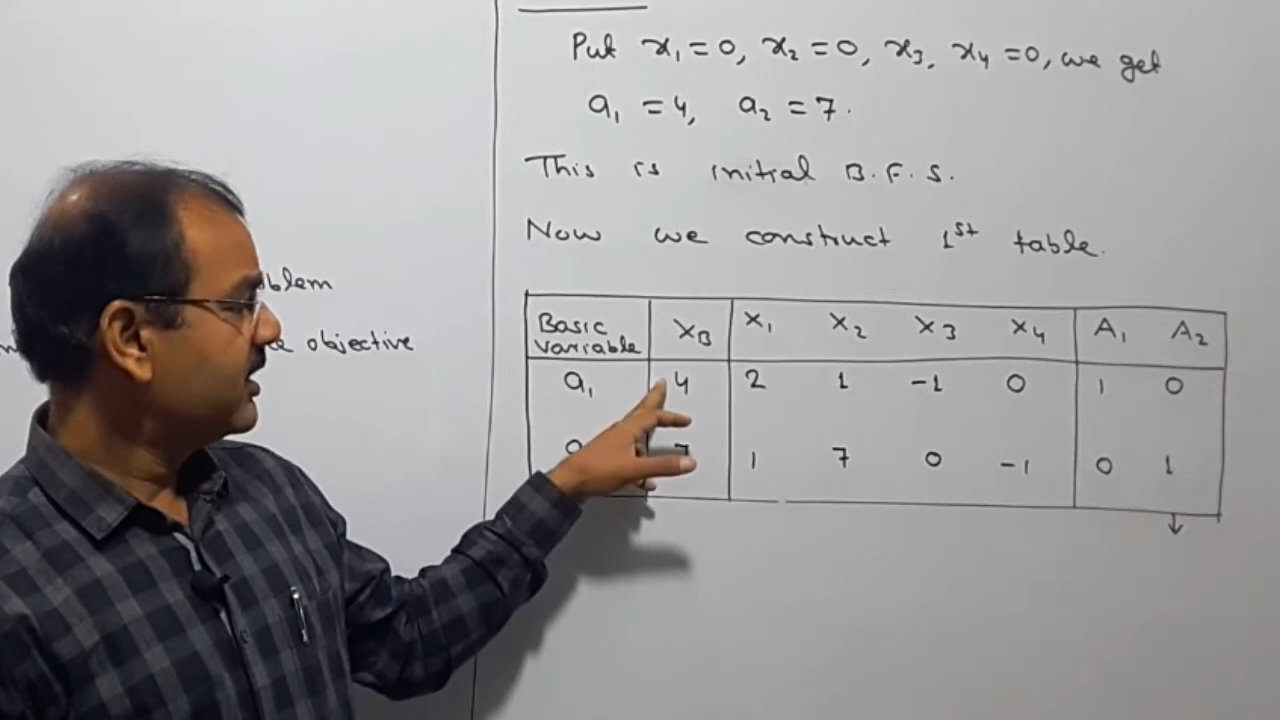 Put x₁ = 0, x₂ = 0, x₃, x₄ = 0, we get
a₁ = 4, a₂ = 7.
This is initial B.F.S.
Now we construct 1st table.
objective
Basic variable X_B X₁ X₂ X₃ X₄ A₁ A₂
a₁ 4 2 1 -1 0 1 0
7 1 7 0 -1 0 1